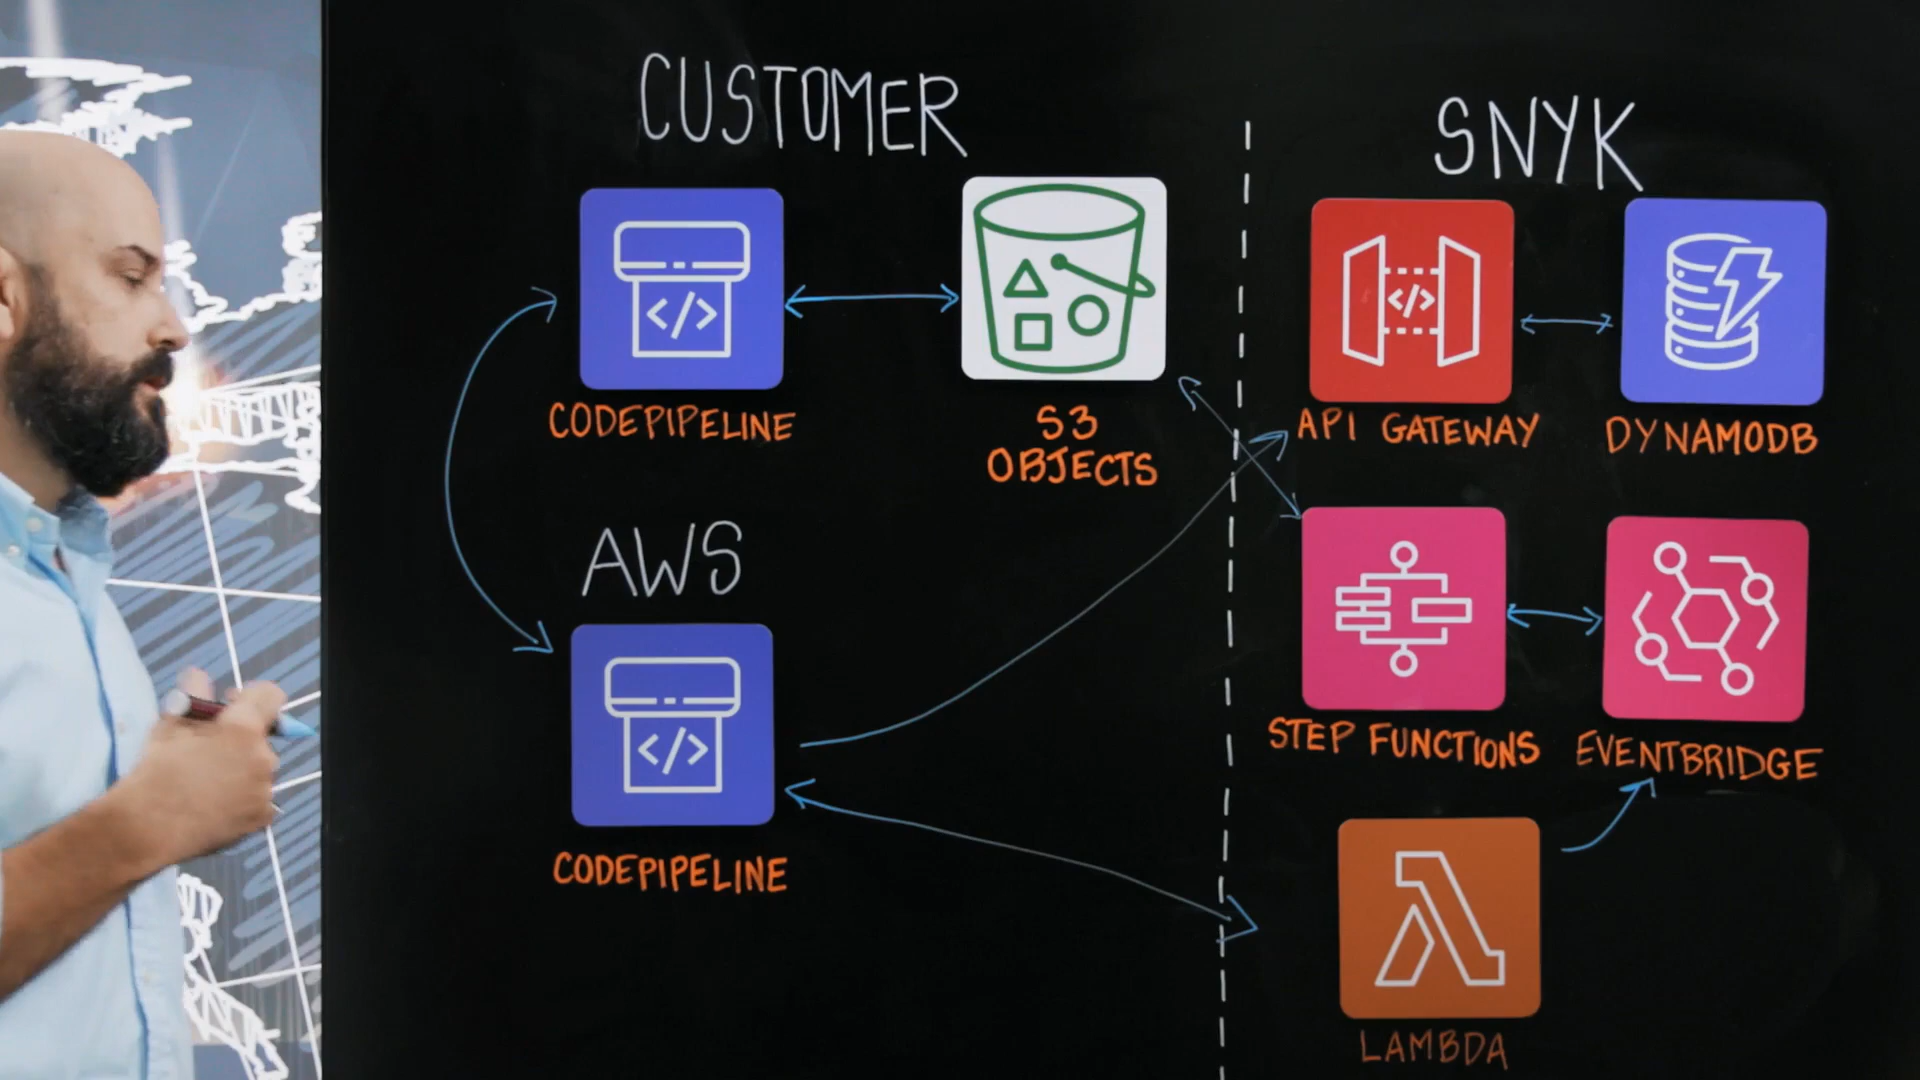 CUSTOMER
CODEPIPELINE
S3
OBJECTS
AWS
CODEPIPELINE
SNYK
API GATEWAY
DYNAMODB
STEP FUNCTIONS
EVENTBRIDGE
LAMBDA